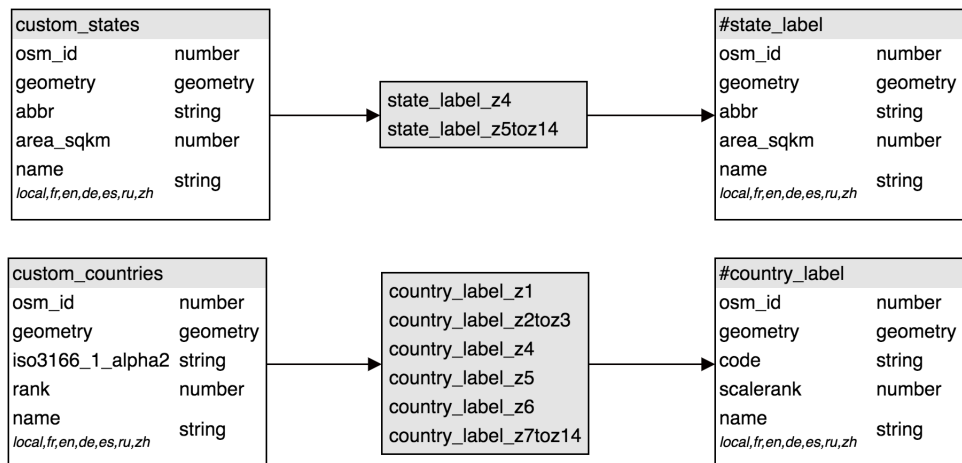 custom_states
osm_id number
geometry geometry
abbr string
area_sqkm number
name string
local,fr,en,de,es,ru,zh
state_label_z4
state_label_z5toz14
#state_label
osm_id number
geometry geometry
abbr string
area_sqkm number
name string
local,fr,en,de,es,ru,zh
custom_countries
osm_id number
geometry geometry
iso3166_1_alpha2 string
rank number
name string
local,fr,en,de,es,ru,zh
country_label_z1
country_label_z2toz3
country_label_z4
country_label_z5
country_label_z6
country_label_z7toz14
#country_label
osm_id number
geometry geometry
code string
scalerank number
name string
local,fr,en,de,es,ru,zh